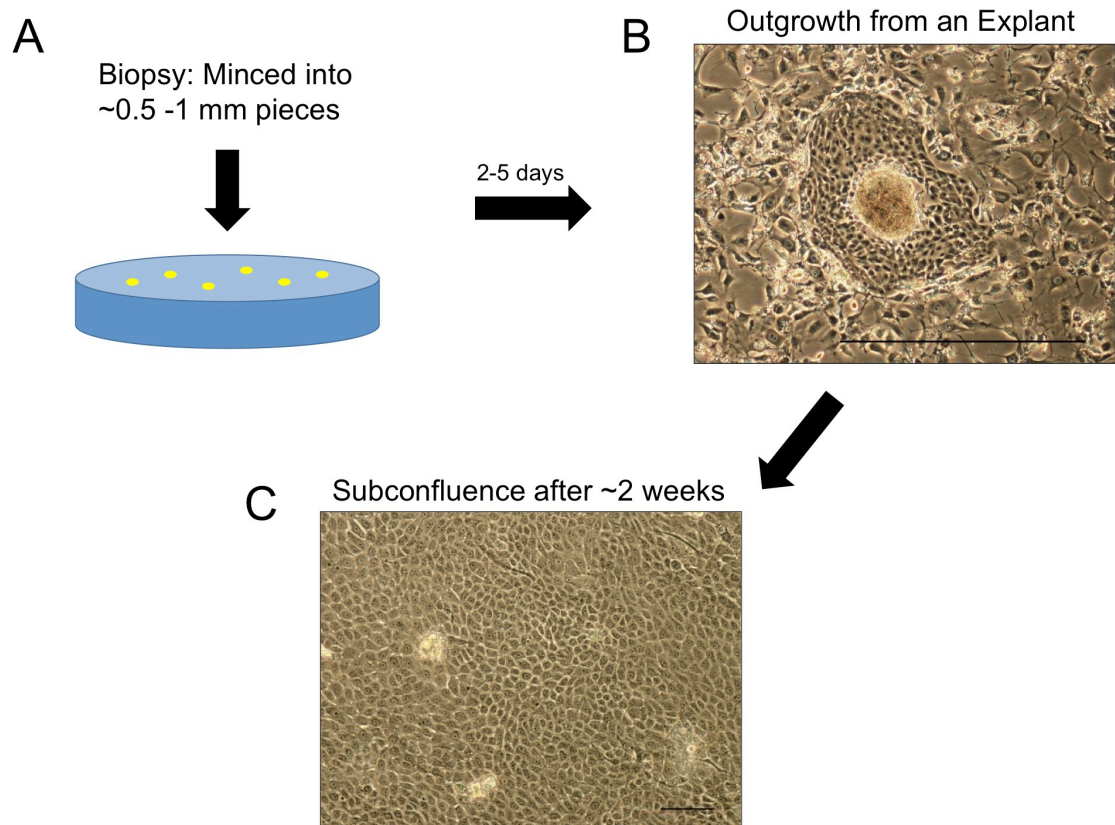 A
Biopsy: Minced into
~0.5 -1 mm pieces
2-5 days
B
Outgrowth from an Explant
C
Subconfluence after ~2 weeks